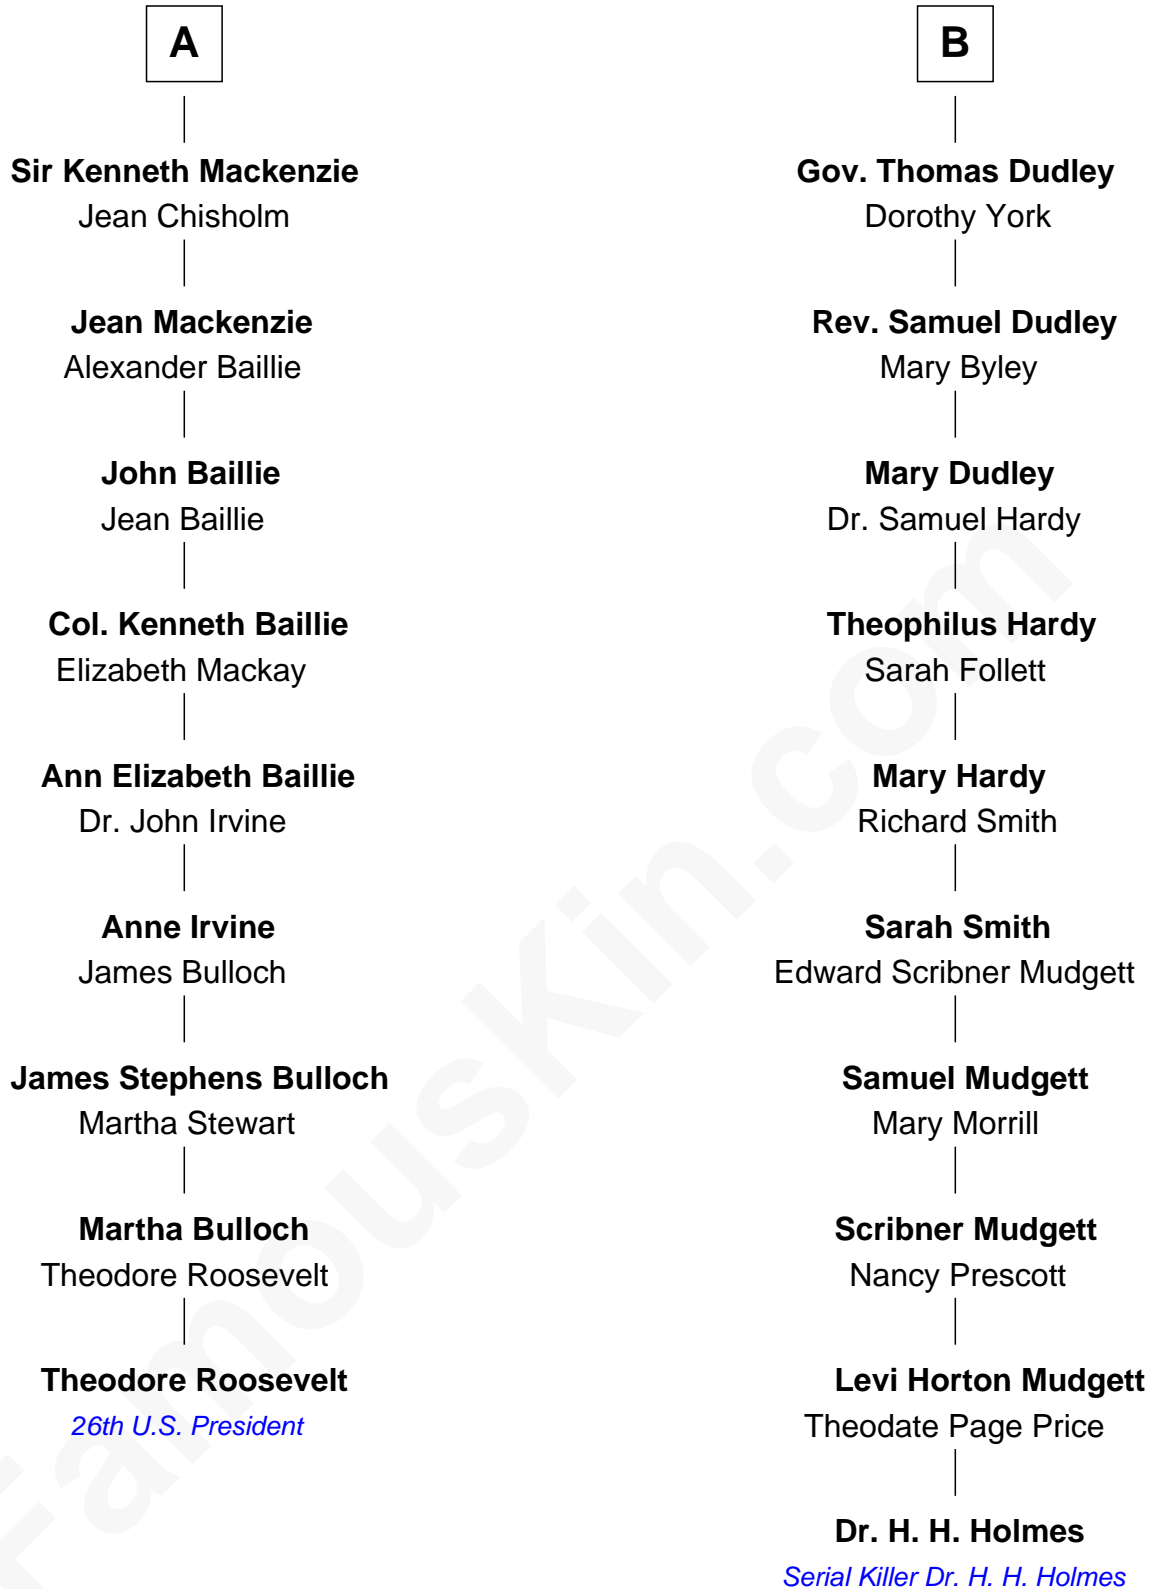 A
Sir Kenneth Mackenzie
Jean Chisholm
Jean Mackenzie
Alexander Baillie
John Baillie
Jean Baillie
Col. Kenneth Baillie
Elizabeth Mackay
Ann Elizabeth Baillie
Dr. John Irvine
Anne Irvine
James Bulloch
James Stephens Bulloch
Martha Stewart
Martha Bulloch
Theodore Roosevelt
Theodore Roosevelt
26th U.S. President
B
Gov. Thomas Dudley
Dorothy York
Rev. Samuel Dudley
Mary Byley
Mary Dudley
Dr. Samuel Hardy
Theophilus Hardy
Sarah Follett
Mary Hardy
Richard Smith
Sarah Smith
Edward Scribner Mudgett
Samuel Mudgett
Mary Morrill
Scribner Mudgett
Nancy Prescott
Levi Horton Mudgett
Theodate Page Price
Dr. H. H. Holmes
Serial Killer Dr. H. H. Holmes
FamousKin.com